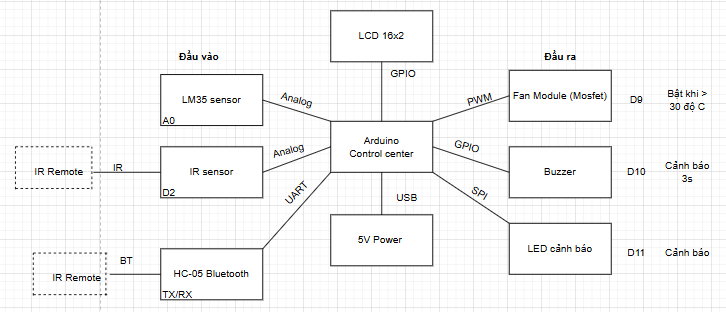 LCD 16x2
Đầu vào
Đầu ra
GPIO
LM35 sensor
A0
Analog
PWM
Fan Module (Mosfet)
D9
Bật khi >
30 độ C
Arduino
Control center
IR Remote
IR
IR sensor
D2
Analog
GPIO
Buzzer
D10
Cảnh báo
3s
UART
USB
SPI
5V Power
LED cảnh báo
D11
Cảnh báo
IR Remote
BT
HC-05 Bluetooth
TX/RX